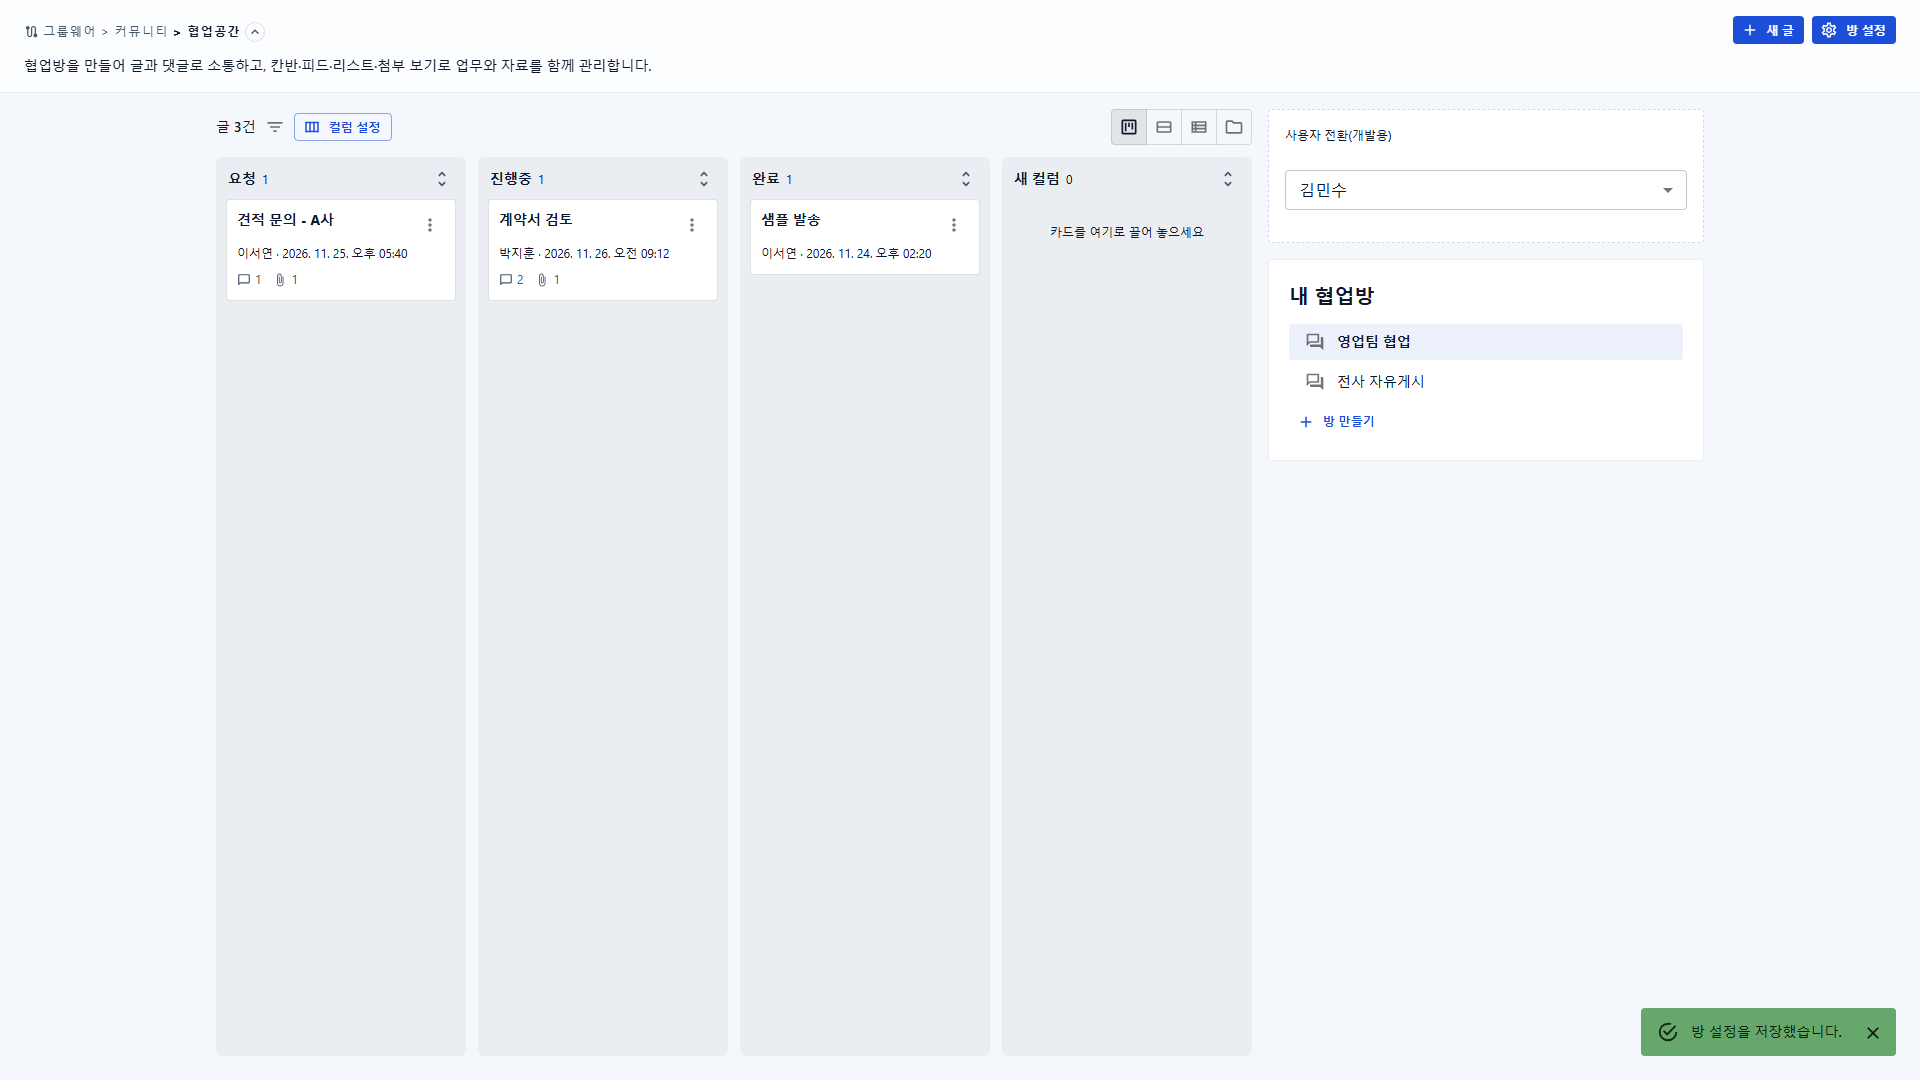 그룹웨어 > 커뮤니티 > 협업공간
새 글
방 설정
협업방을 만들어 글과 댓글로 소통하고, 칸반·피드·리스트·첨부 보기로 업무와 자료를 함께 관리합니다.
글 3건
컬럼 설정
요청 1
견적 문의 - A사
이서연 · 2026. 11. 25. 오후 05:40
1 1
진행중 1
계약서 검토
박지훈 · 2026. 11. 26. 오전 09:12
2 1
완료 1
샘플 발송
이서연 · 2026. 11. 24. 오후 02:20
새 컬럼 0
카드를 여기로 끌어 놓으세요
사용자 전환(개발용)
김민수
내 협업방
영업팀 협업
전사 자유게시
방 만들기
방 설정을 저장했습니다.